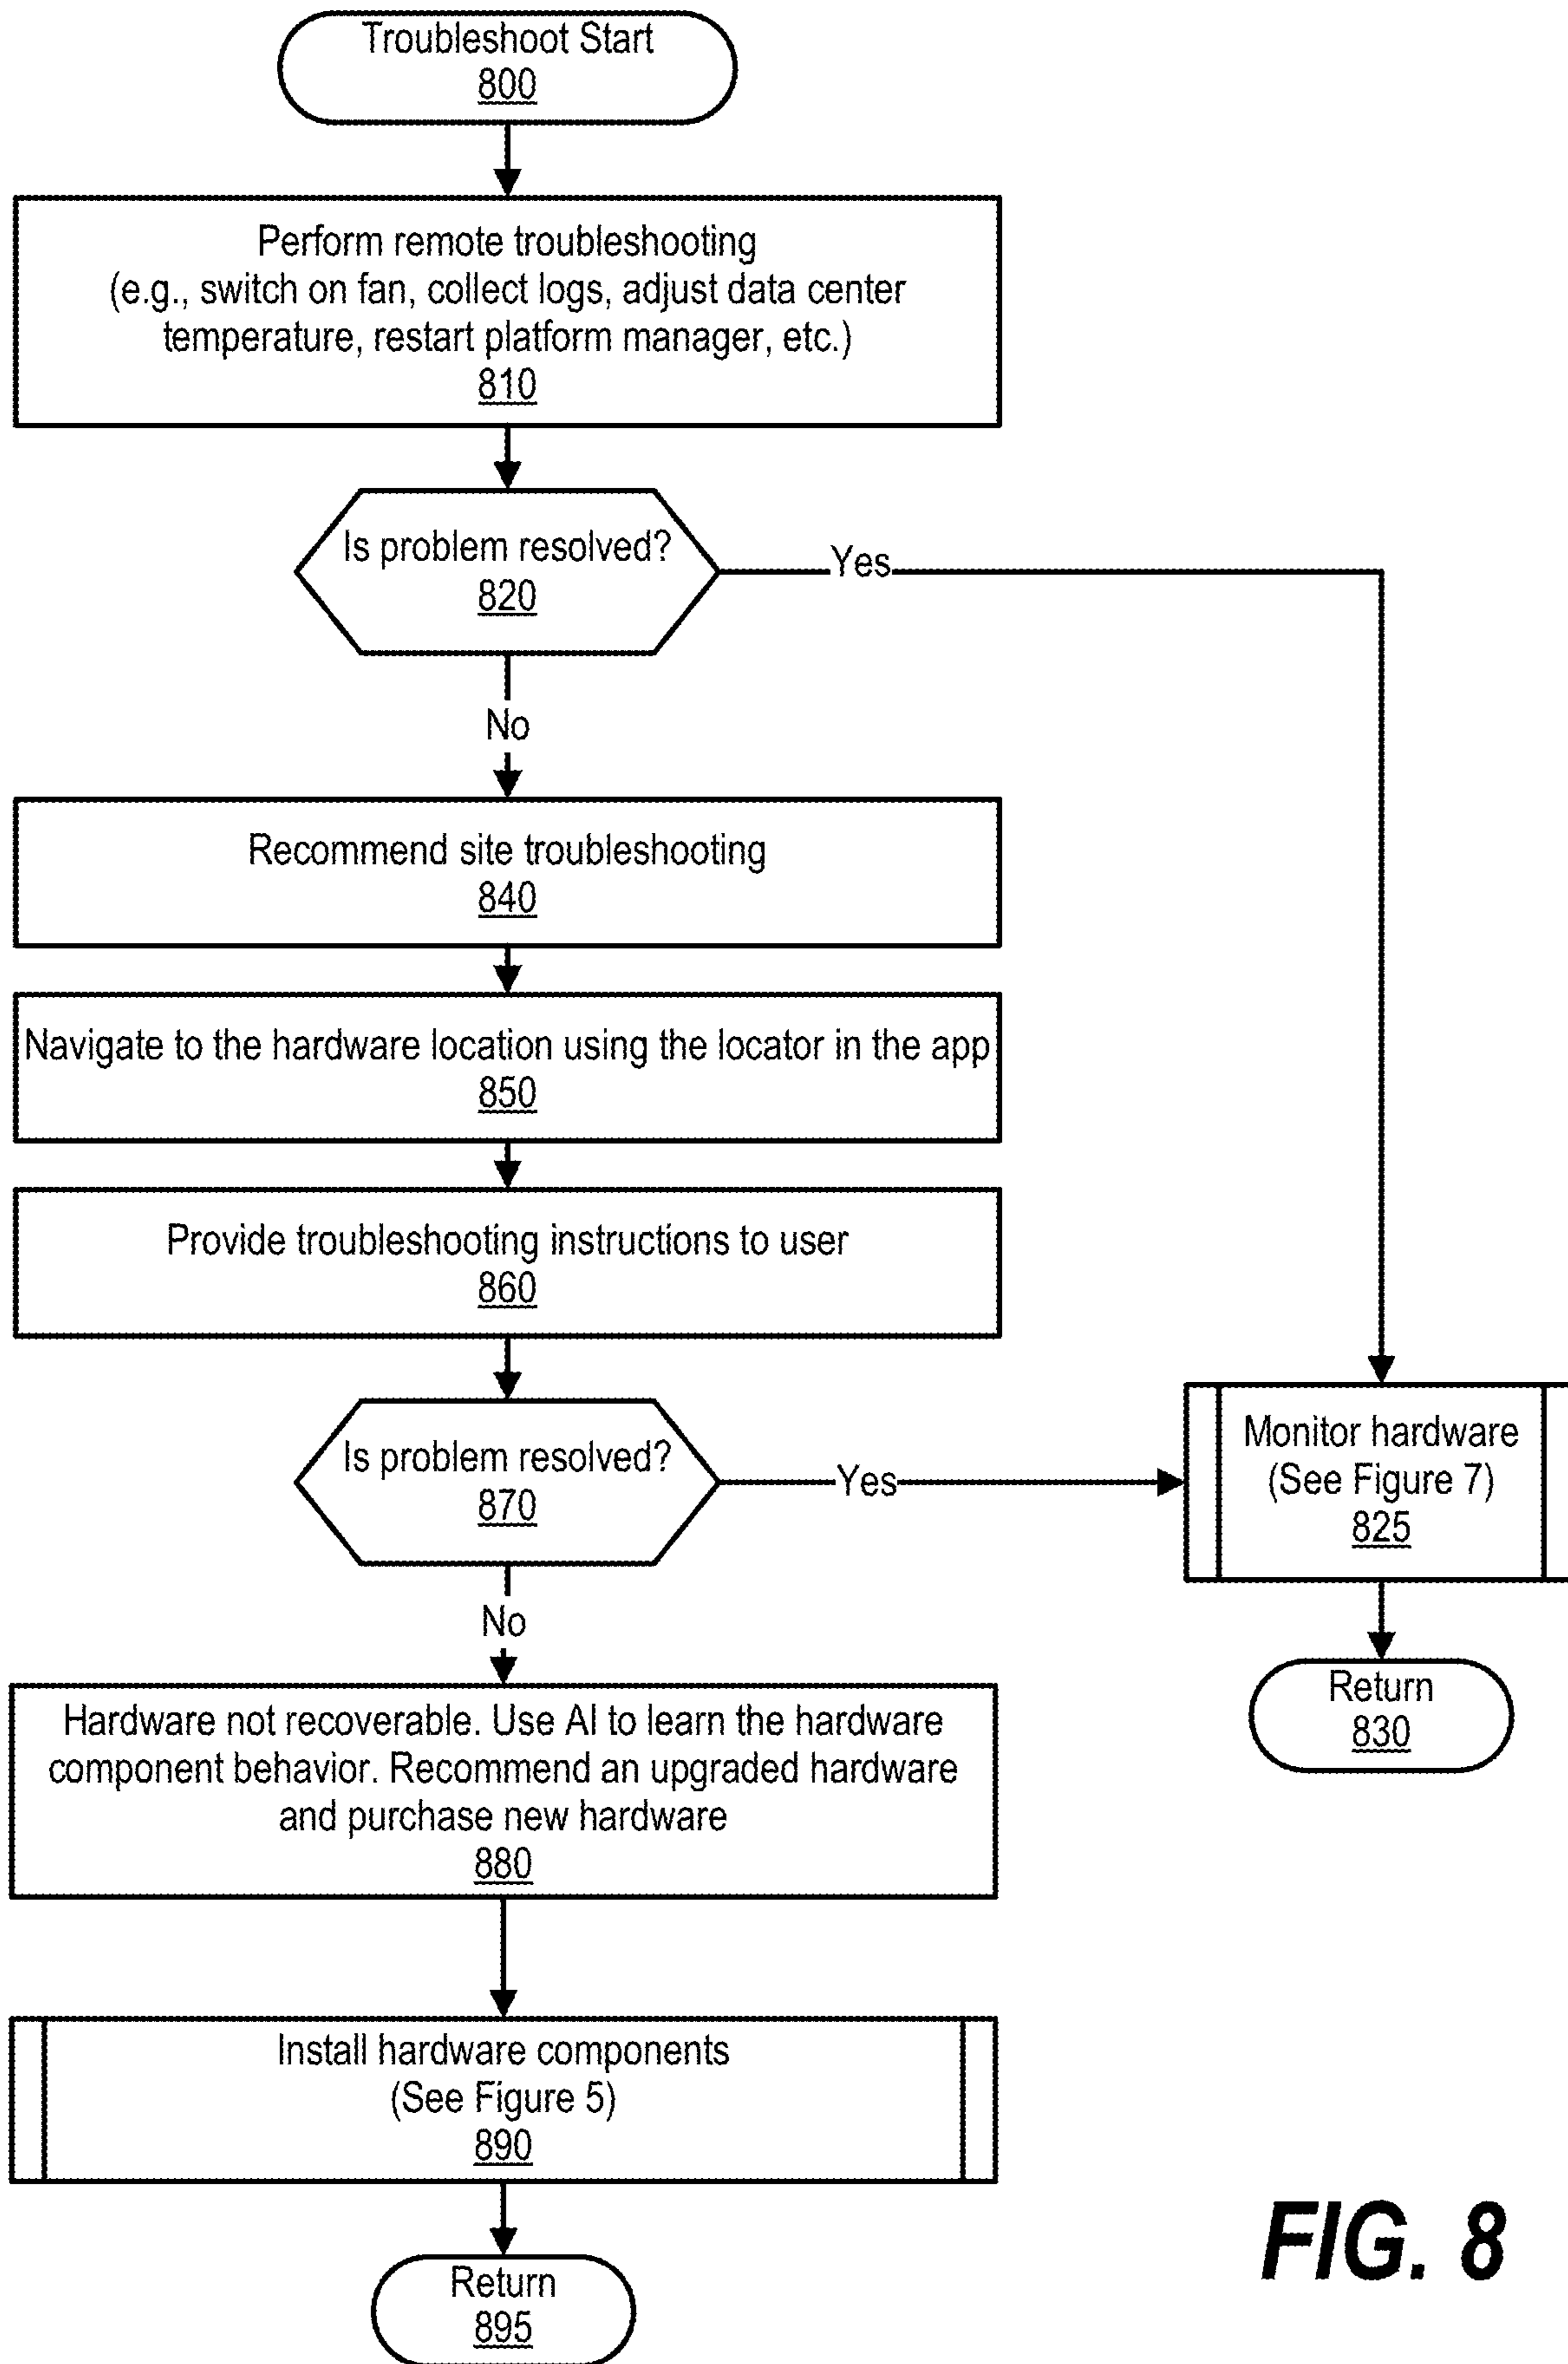 Troubleshoot Start
800
Perform remote troubleshooting
(e.g., switch on fan, collect logs, adjust data center
temperature, restart platform manager, etc.)
810
Is problem resolved?
820
Yes
No
Recommend site troubleshooting
840
Navigate to the hardware location using the locator in the app
850
Provide troubleshooting instructions to user
860
Is problem resolved?
870
Yes
Monitor hardware
(See Figure 7)
825
Return
830
No
Hardware not recoverable. Use AI to learn the hardware
component behavior. Recommend an upgraded hardware
and purchase new hardware
880
Install hardware components
(See Figure 5)
890
Return
895
FIG. 8